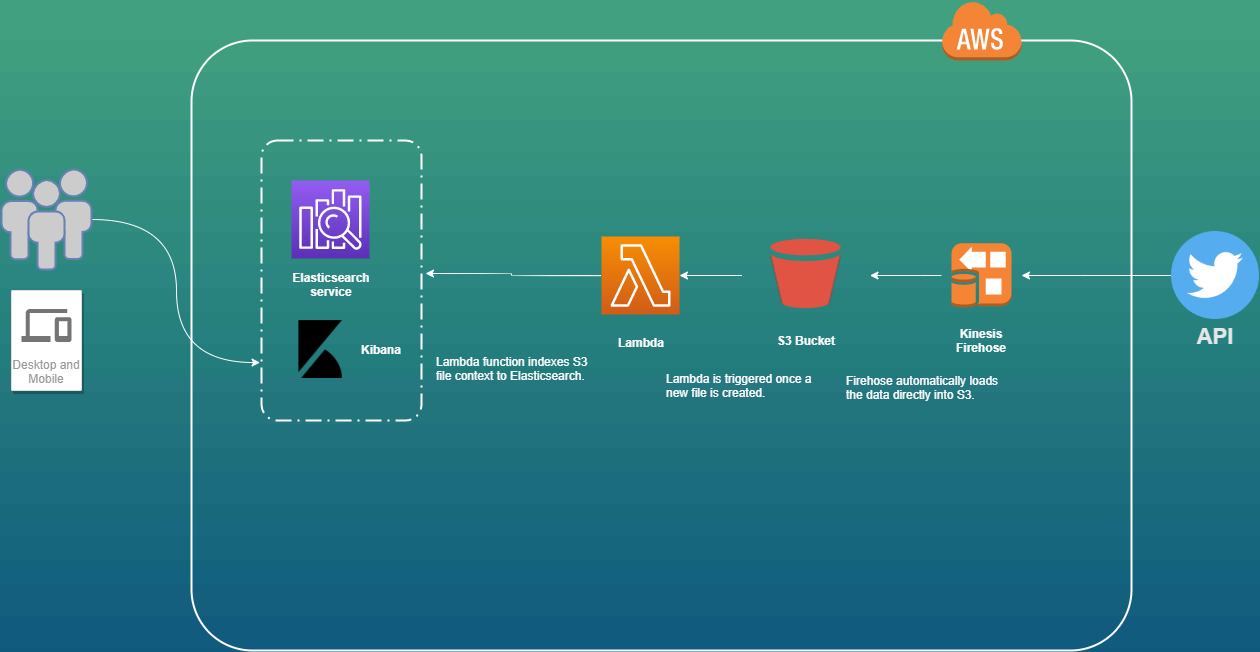 AWS
Elasticsearch
service
Kibana
Desktop and
Mobile
Lambda function indexes S3
file context to Elasticsearch.
Lambda
Lambda is triggered once a
new file is created.
S3 Bucket
Kinesis
Firehose
Firehose automatically loads
the data directly into S3.
API